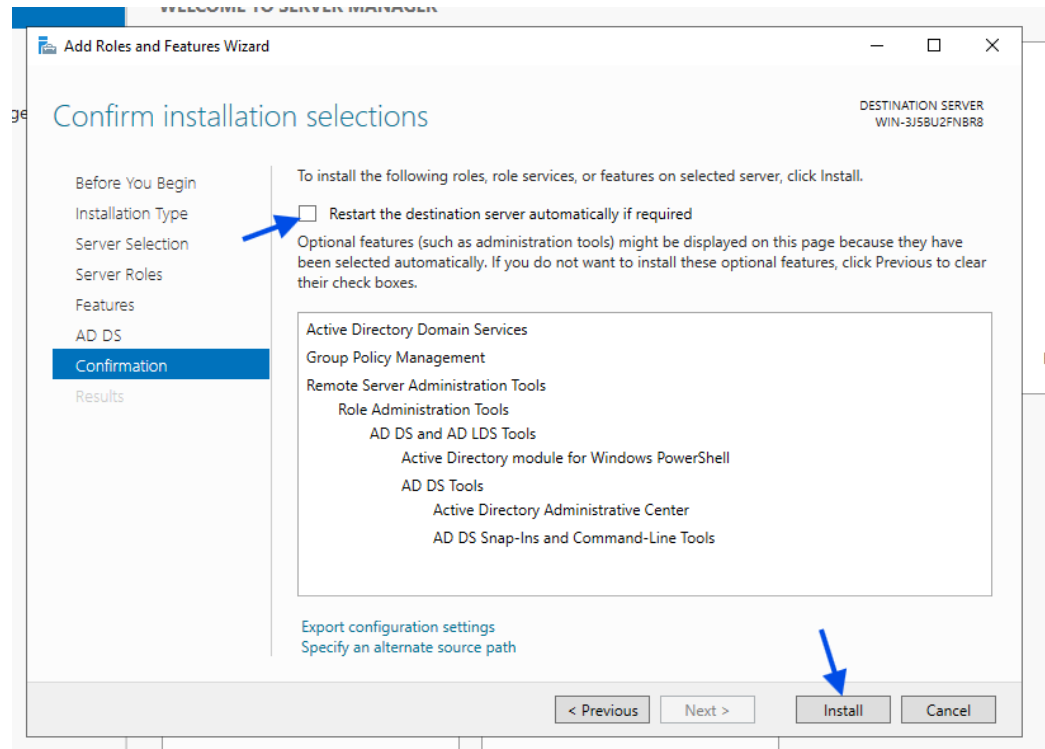 WELCOME TO SERVER MANAGER
Add Roles and Features Wizard
ge
Confirm installation selections
DESTINATION SERVER
WIN-3J5BU2FNBR8
Before You Begin
Installation Type
Server Selection
Server Roles
Features
AD DS
Confirmation
Results
To install the following roles, role services, or features on selected server, click Install.
Restart the destination server automatically if required
Optional features (such as administration tools) might be displayed on this page because they have
been selected automatically. If you do not want to install these optional features, click Previous to clear
their check boxes.
Active Directory Domain Services
Group Policy Management
Remote Server Administration Tools
Role Administration Tools
AD DS and AD LDS Tools
Active Directory module for Windows PowerShell
AD DS Tools
Active Directory Administrative Center
AD DS Snap-Ins and Command-Line Tools
Export configuration settings
Specify an alternate source path
< Previous
Next >
Install
Cancel